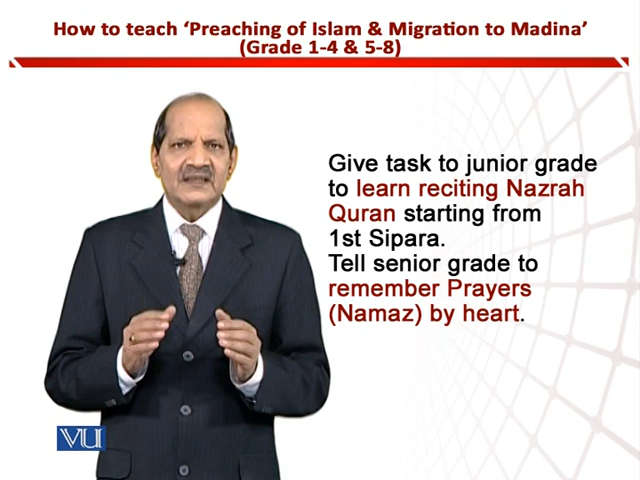 How to teach ‘Preaching of Islam & Migration to Madina’
(Grade 1-4 & 5-8)
Give task to junior grade
to learn reciting Nazrah
Quran starting from
1st Sipara.
Tell senior grade to
remember Prayers
(Namaz) by heart.
VU